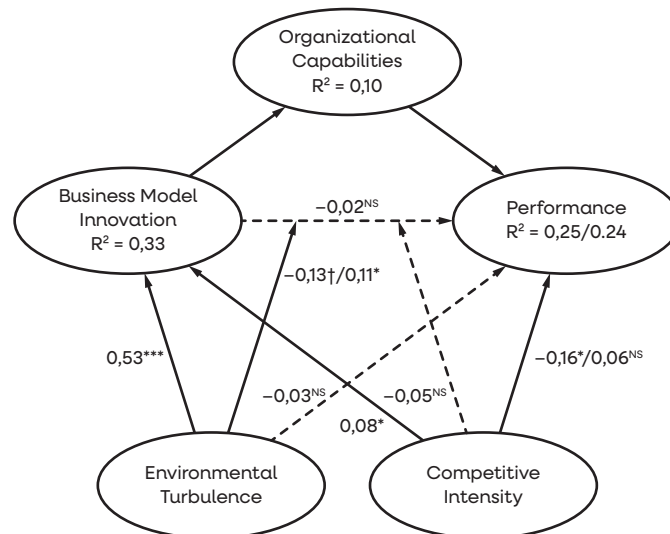 Organizational
Capabilities
R² = 0,10
Business Model
Innovation
R² = 0,33
−0,02ᴺˢ
Performance
R² = 0,25/0.24
−0,13†/0,11*
0,53***
−0,16*/0,06ᴺˢ
−0,03ᴺˢ
−0,05ᴺˢ
0,08*
Environmental
Turbulence
Competitive
Intensity